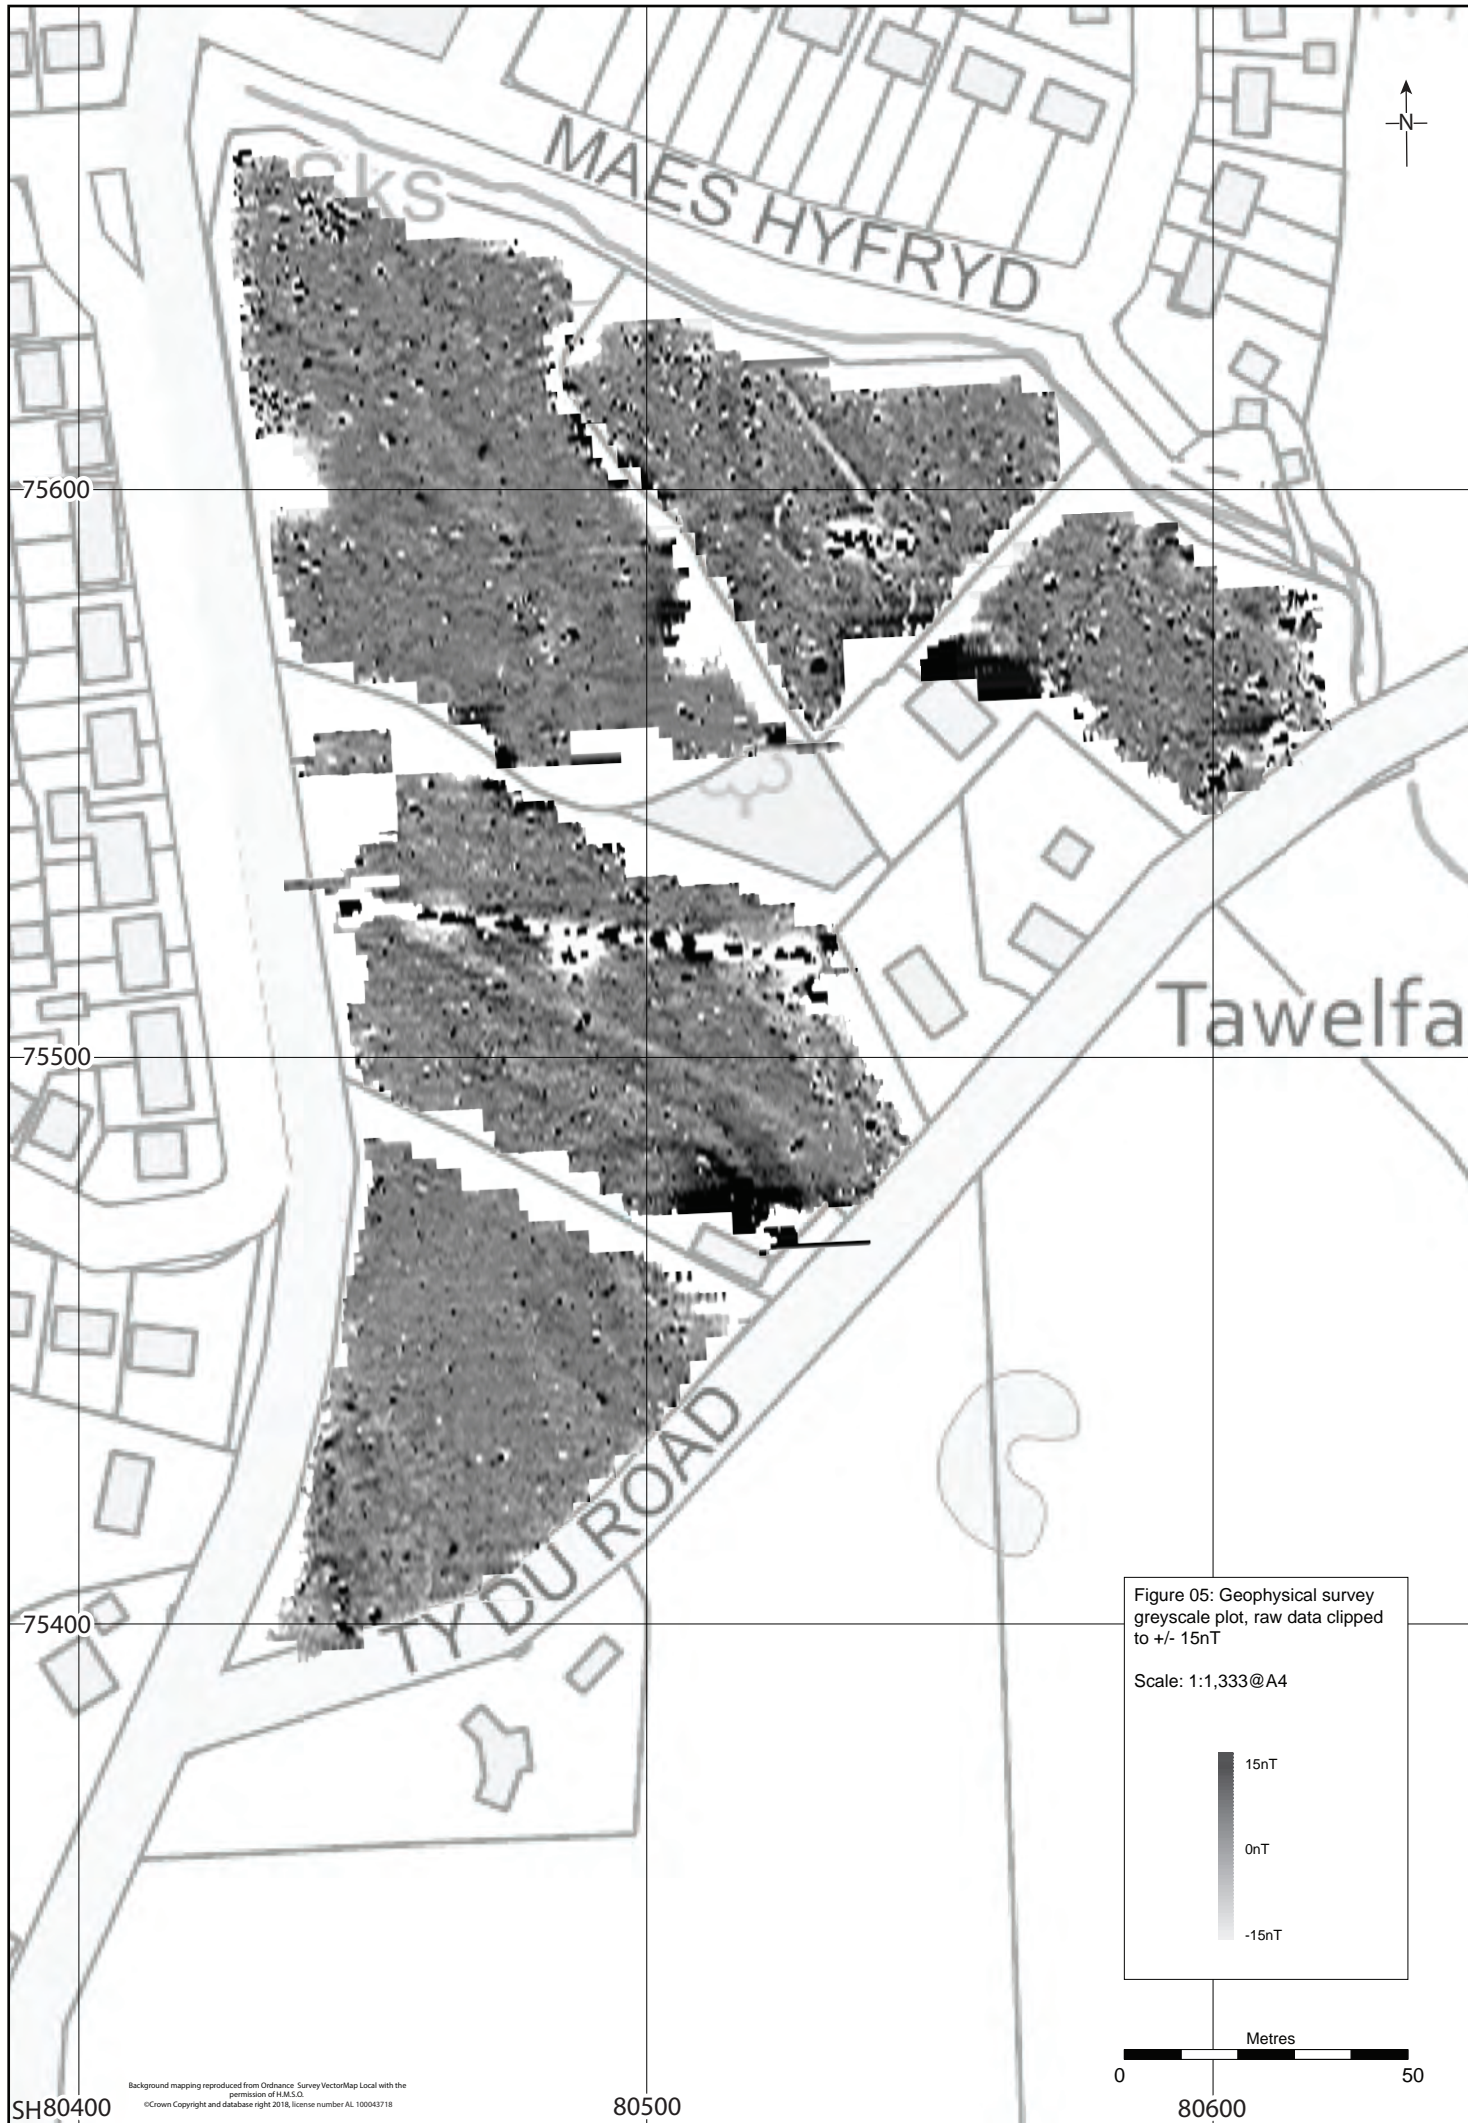 N
cks
MAES HYFRYD
75600
Tawelfa
75500
TY DU ROAD
75400
Figure 05: Geophysical survey
greyscale plot, raw data clipped
to +/- 15nT
Scale: 1:1,333@A4
15nT
0nT
-15nT
Metres
0 50
Background mapping reproduced from Ordnance Survey VectorMap Local with the
permission of H.M.S.O.
©Crown Copyright and database right 2018, license number AL 100043718
SH80400 80500 80600